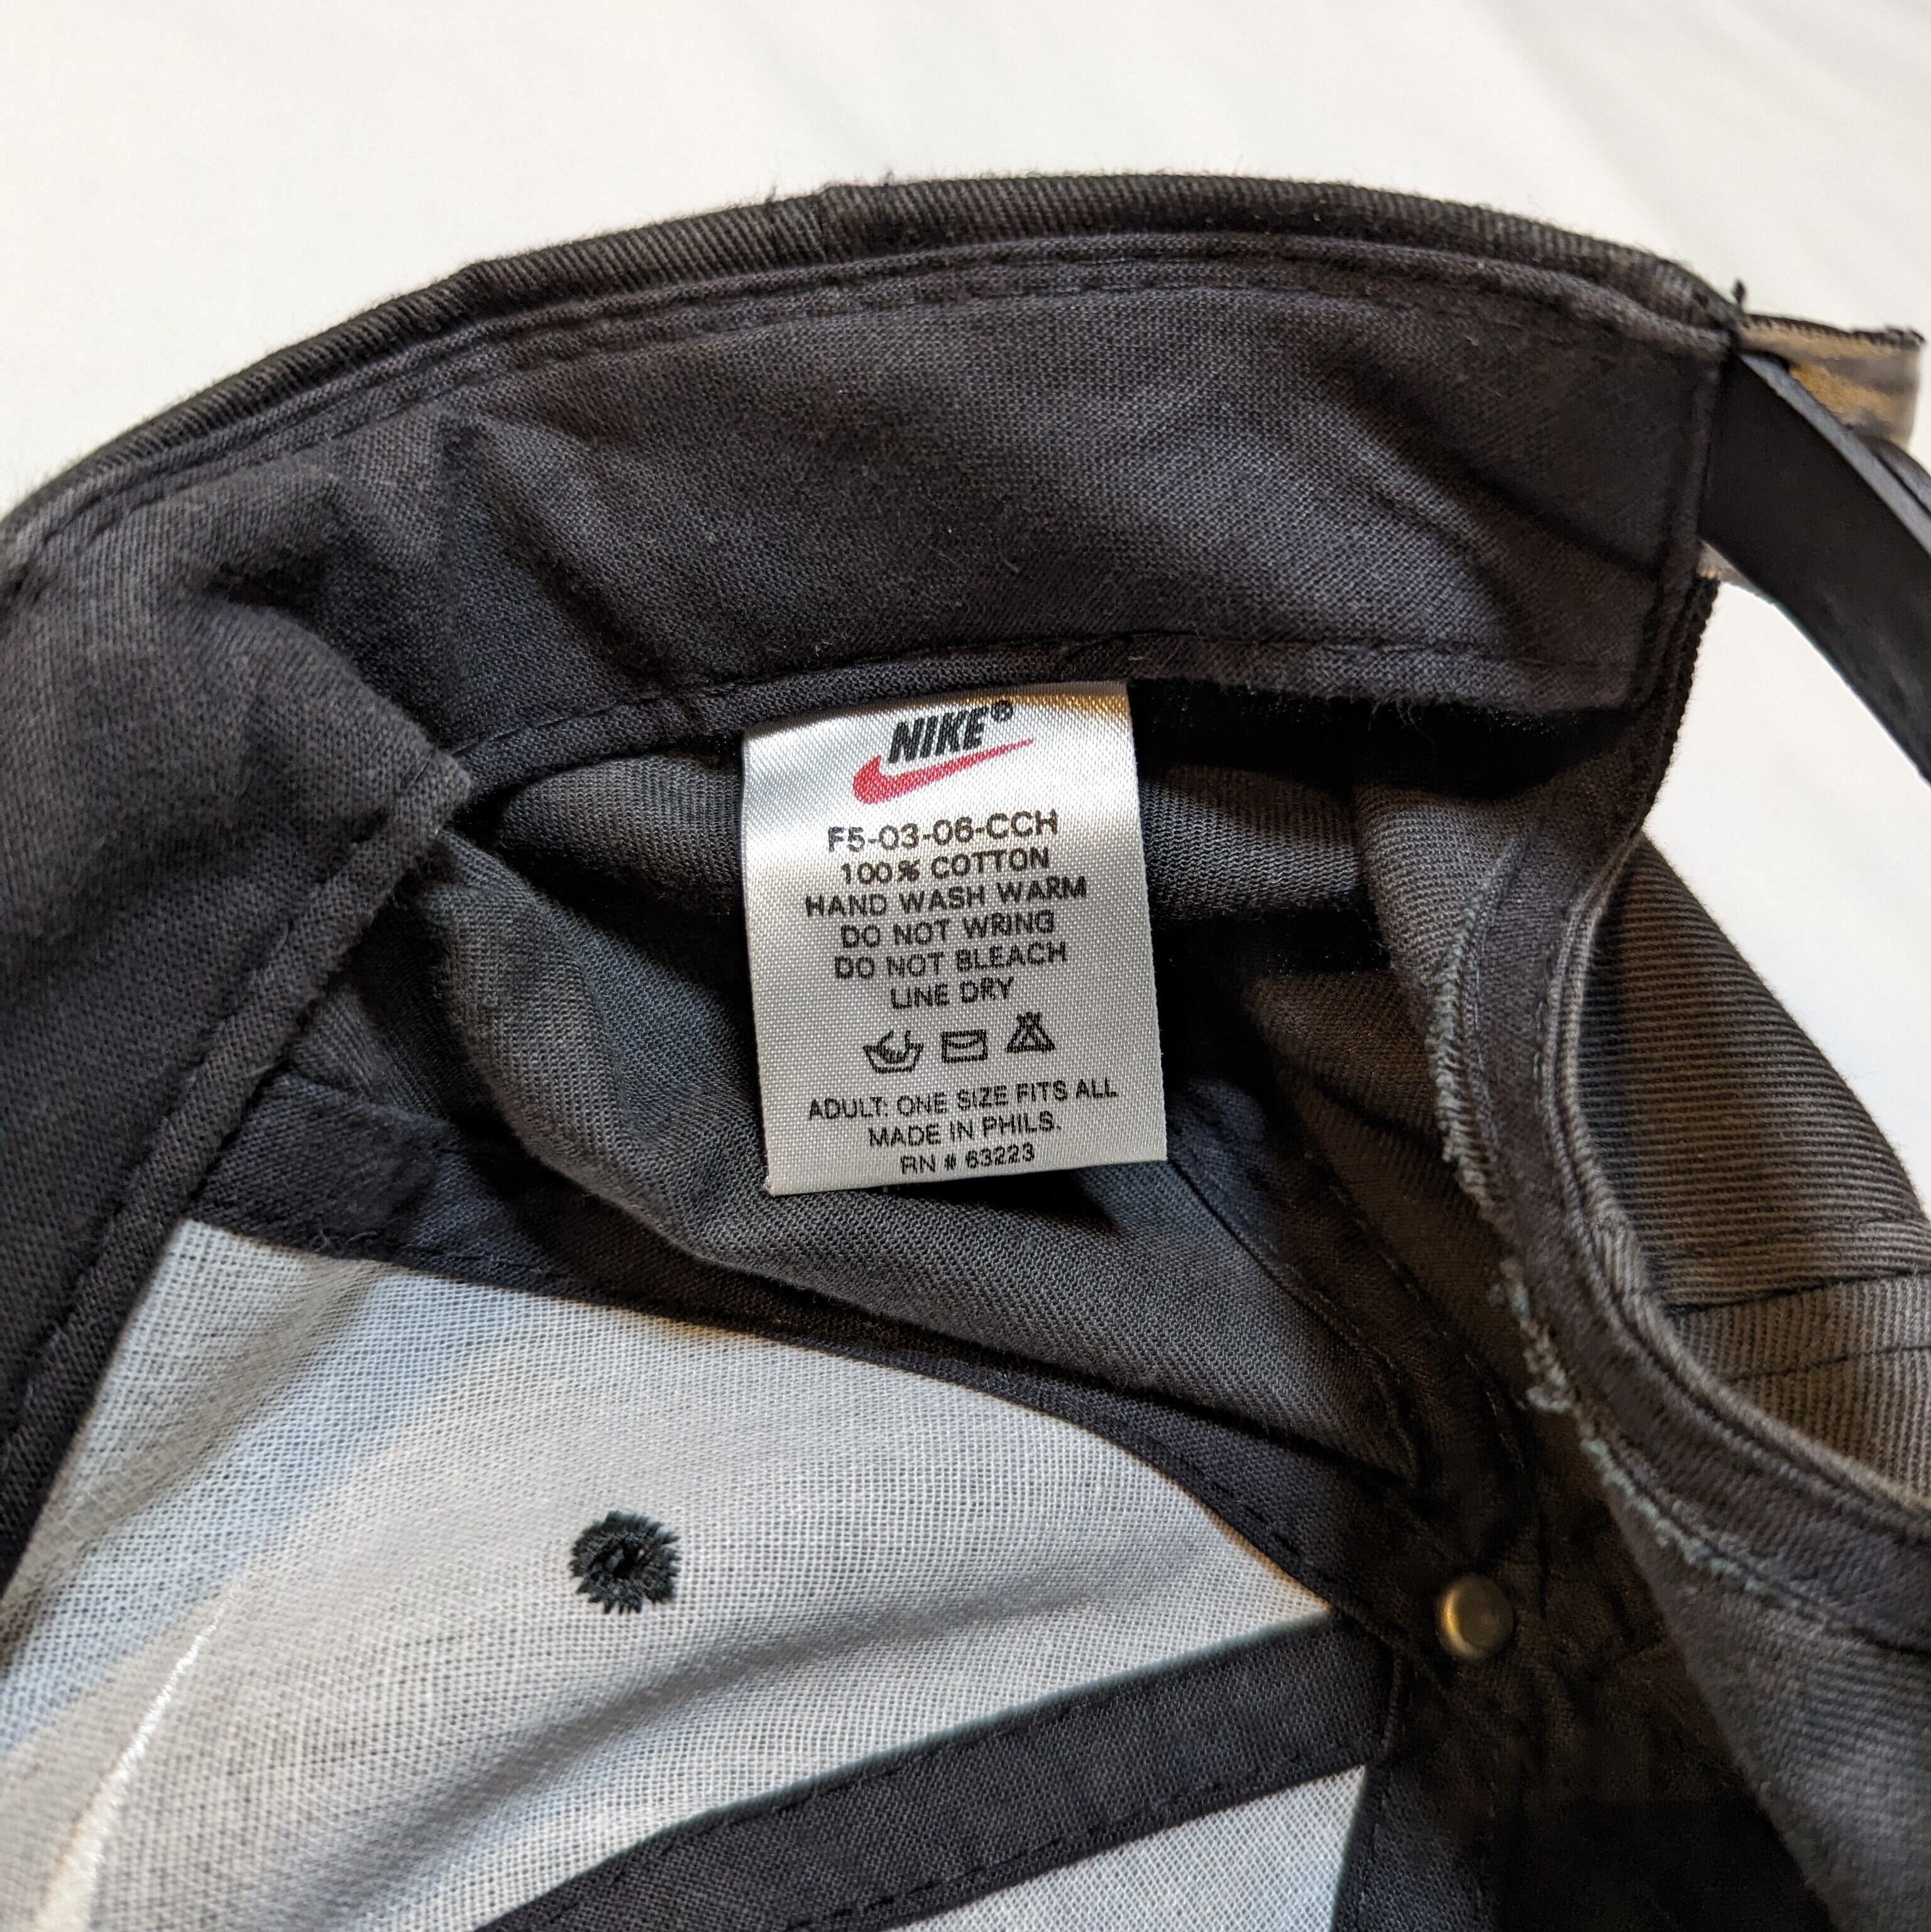 NIKE®
F5-03-06-CCH
100% COTTON
HAND WASH WARM
DO NOT WRING
DO NOT BLEACH
LINE DRY
ADULT: ONE SIZE FITS ALL
MADE IN PHILS.
RN # 63223